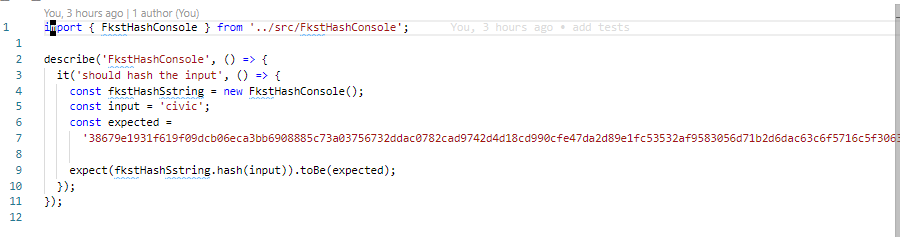 You, 3 hours ago | 1 author (You)
1 import { FkstHashConsole } from '../src/FkstHashConsole'; You, 3 hours ago • add tests
1
2 describe('FkstHashConsole', () => {
3 it('should hash the input', () => {
4 const fkstHashSstring = new FkstHashConsole();
5 const input = 'civic';
6 const expected =
7 '38679e1931f619f09dcb06eca3bb6908885c73a03756732ddac0782cad9742d4d18cd990cfe47da2d89e1fc53532af9583056d71b2d6dac63c6f5716c5f3063
8
9 expect(fkstHashSstring.hash(input)).toBe(expected);
10 });
11 });
12